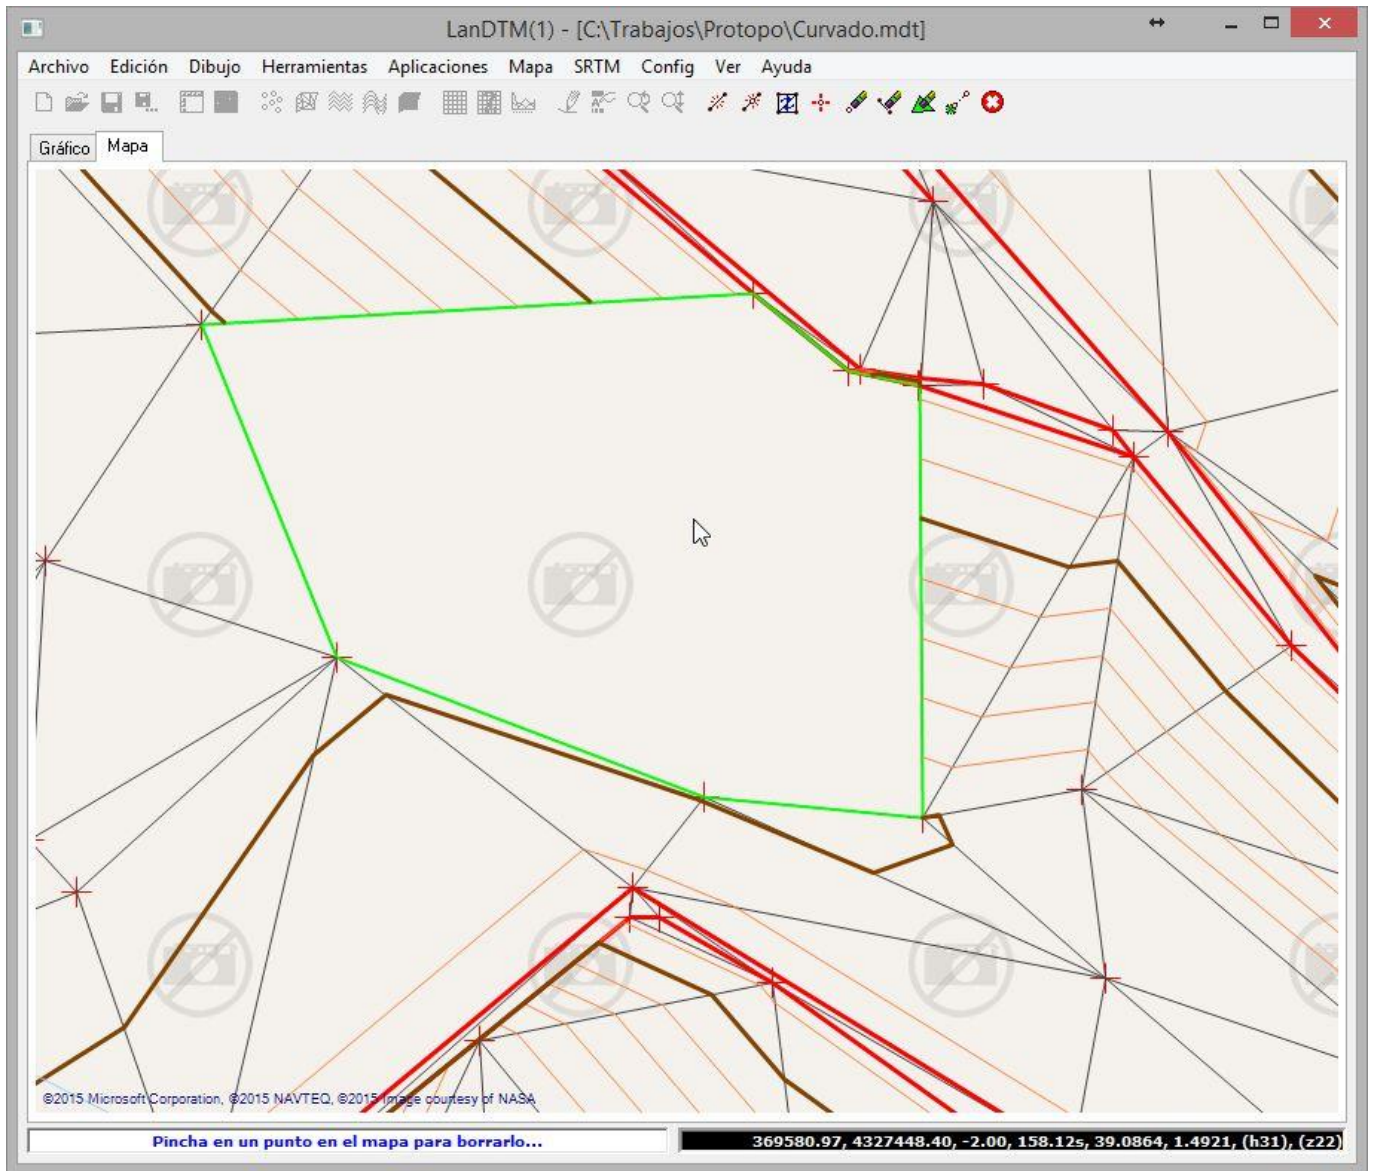 LanDTM(1) - [C:\Trabajos\Protopo\Curvado.mdt]
Archivo Edición Dibujo Herramientas Aplicaciones Mapa SRTM Config Ver Ayuda
Gráfico Mapa
©2015 Microsoft Corporation, ©2015 NAVTEQ, ©2015 Image courtesy of NASA
Pincha en un punto en el mapa para borrarlo... 369580.97, 4327448.40, -2.00, 158.12s, 39.0864, 1.4921, (h31), (z22)